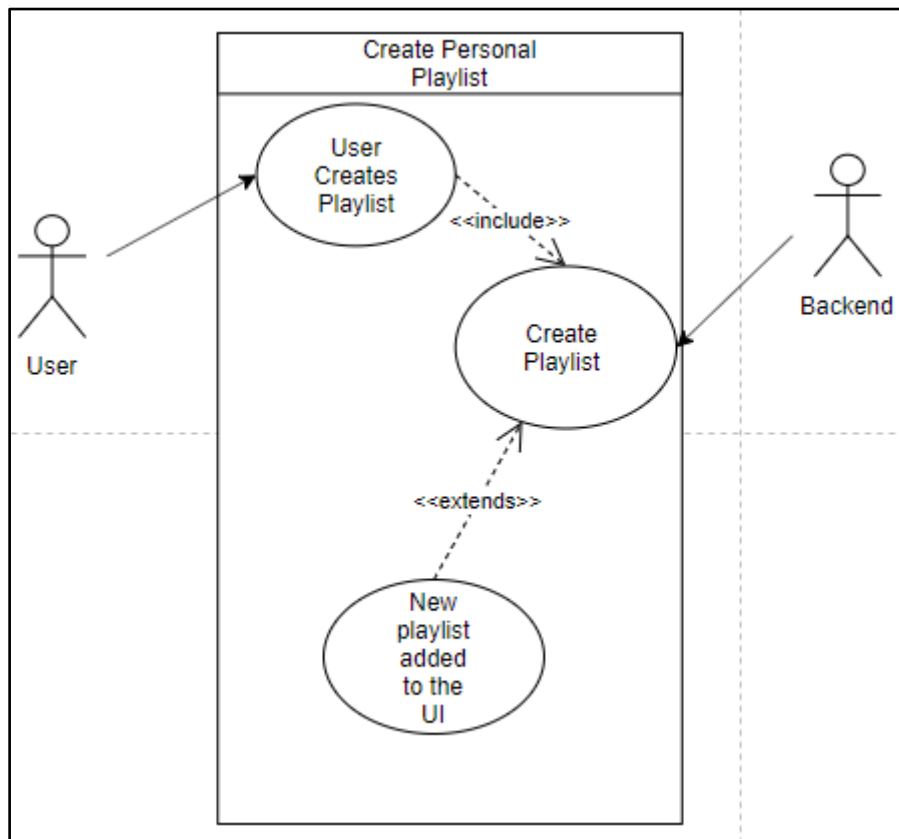 Create Personal
Playlist
User
Creates
Playlist
<<include>>
User
Create
Playlist
Backend
<<extends>>
New
playlist
added
to the
UI